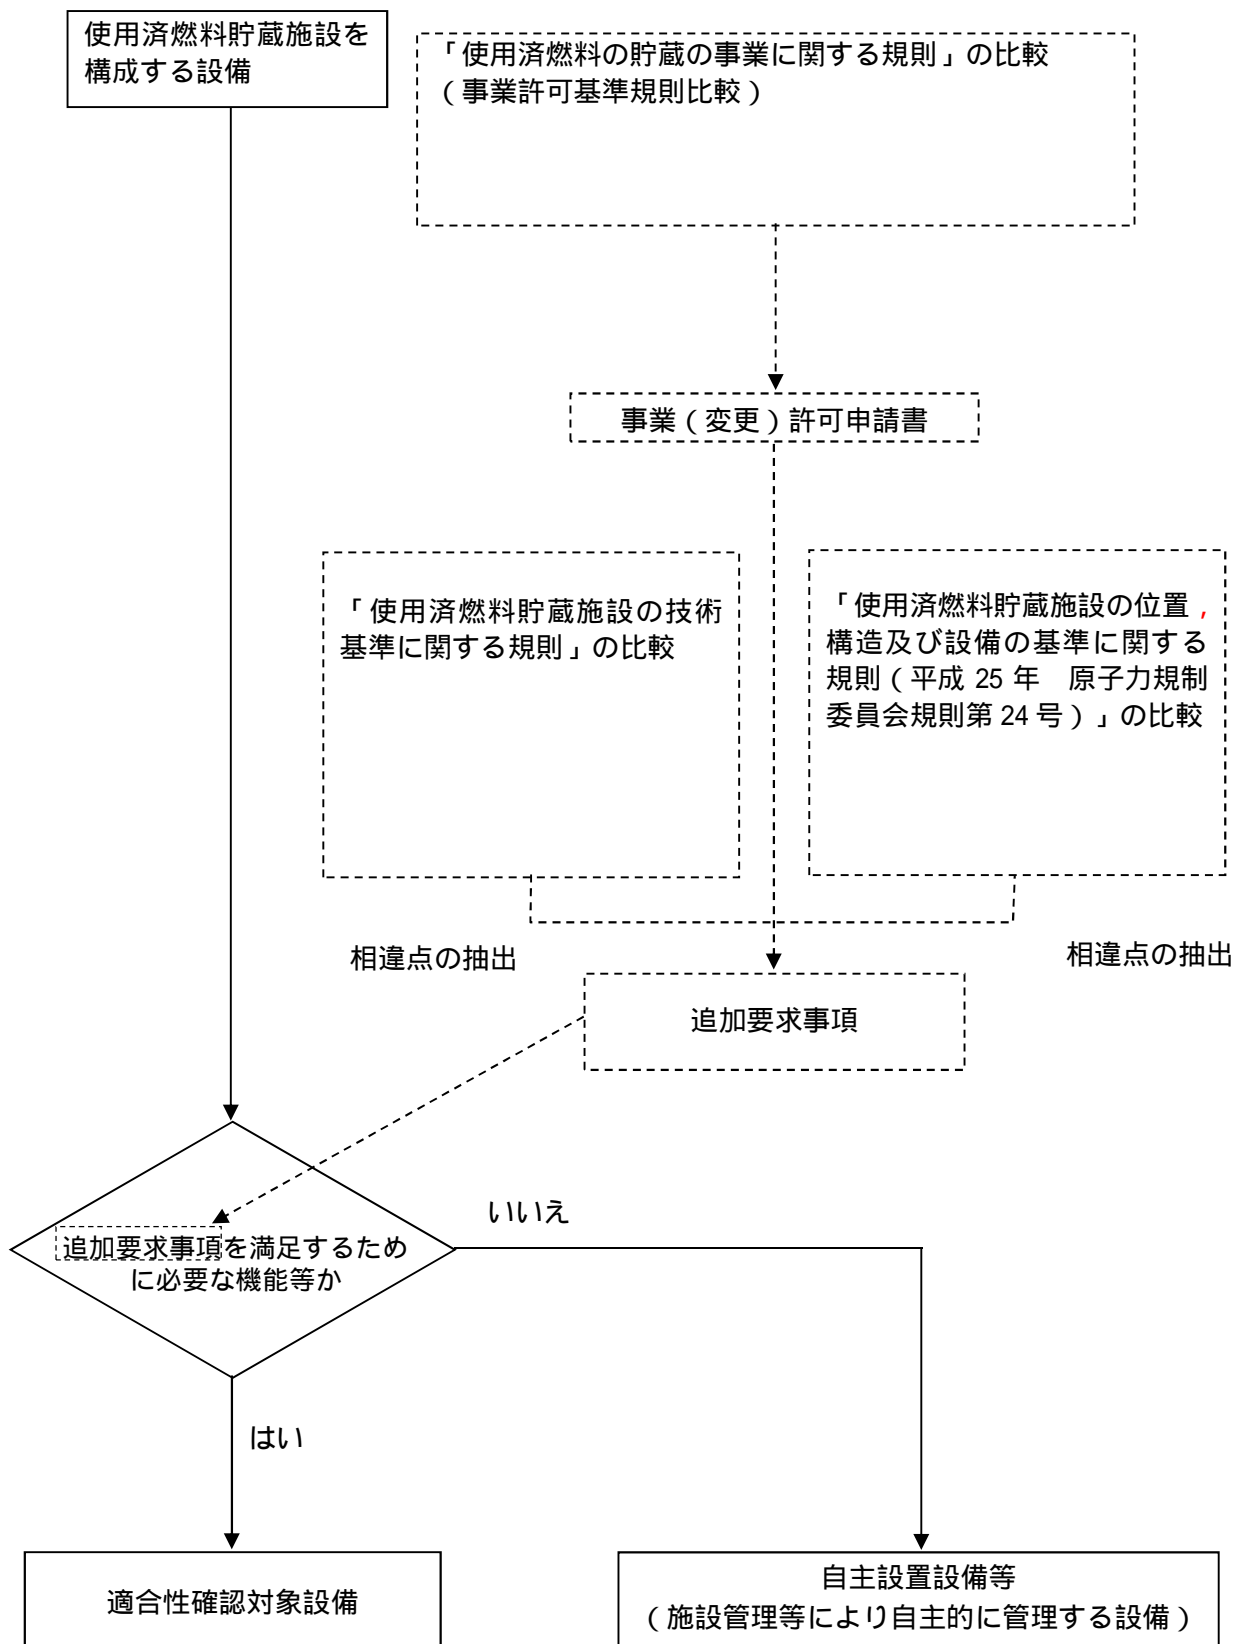 使用済燃料貯蔵施設を
構成する設備
「使用済燃料の貯蔵の事業に関する規則」の比較
（事業許可基準規則比較）
事業（変更）許可申請書
「使用済燃料貯蔵施設の技術
基準に関する規則」の比較
「使用済燃料貯蔵施設の位置，
構造及び設備の基準に関する
規則（平成 25 年　原子力規制
委員会規則第 24 号）」の比較
相違点の抽出
相違点の抽出
追加要求事項
いいえ
追加要求事項を満足するため
に必要な機能等か
はい
適合性確認対象設備
自主設置設備等
（施設管理等により自主的に管理する設備）